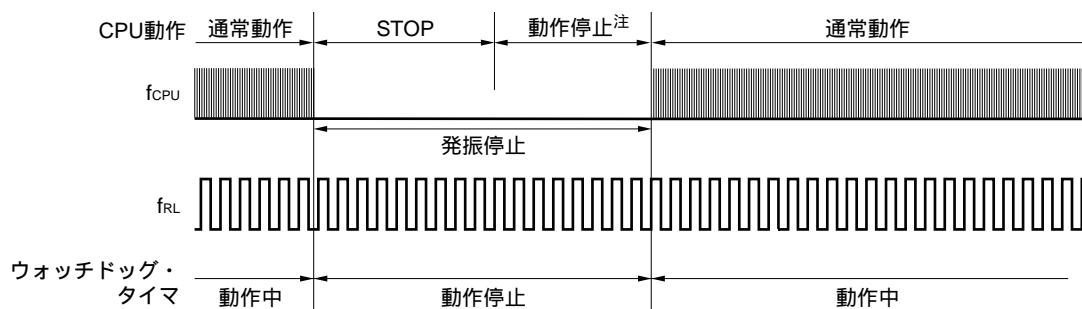 CPU動作 通常動作 STOP 動作停止注 通常動作
fCPU
発振停止
fRL
ウォッチドッグ・
タイマ 動作中 動作停止 動作中